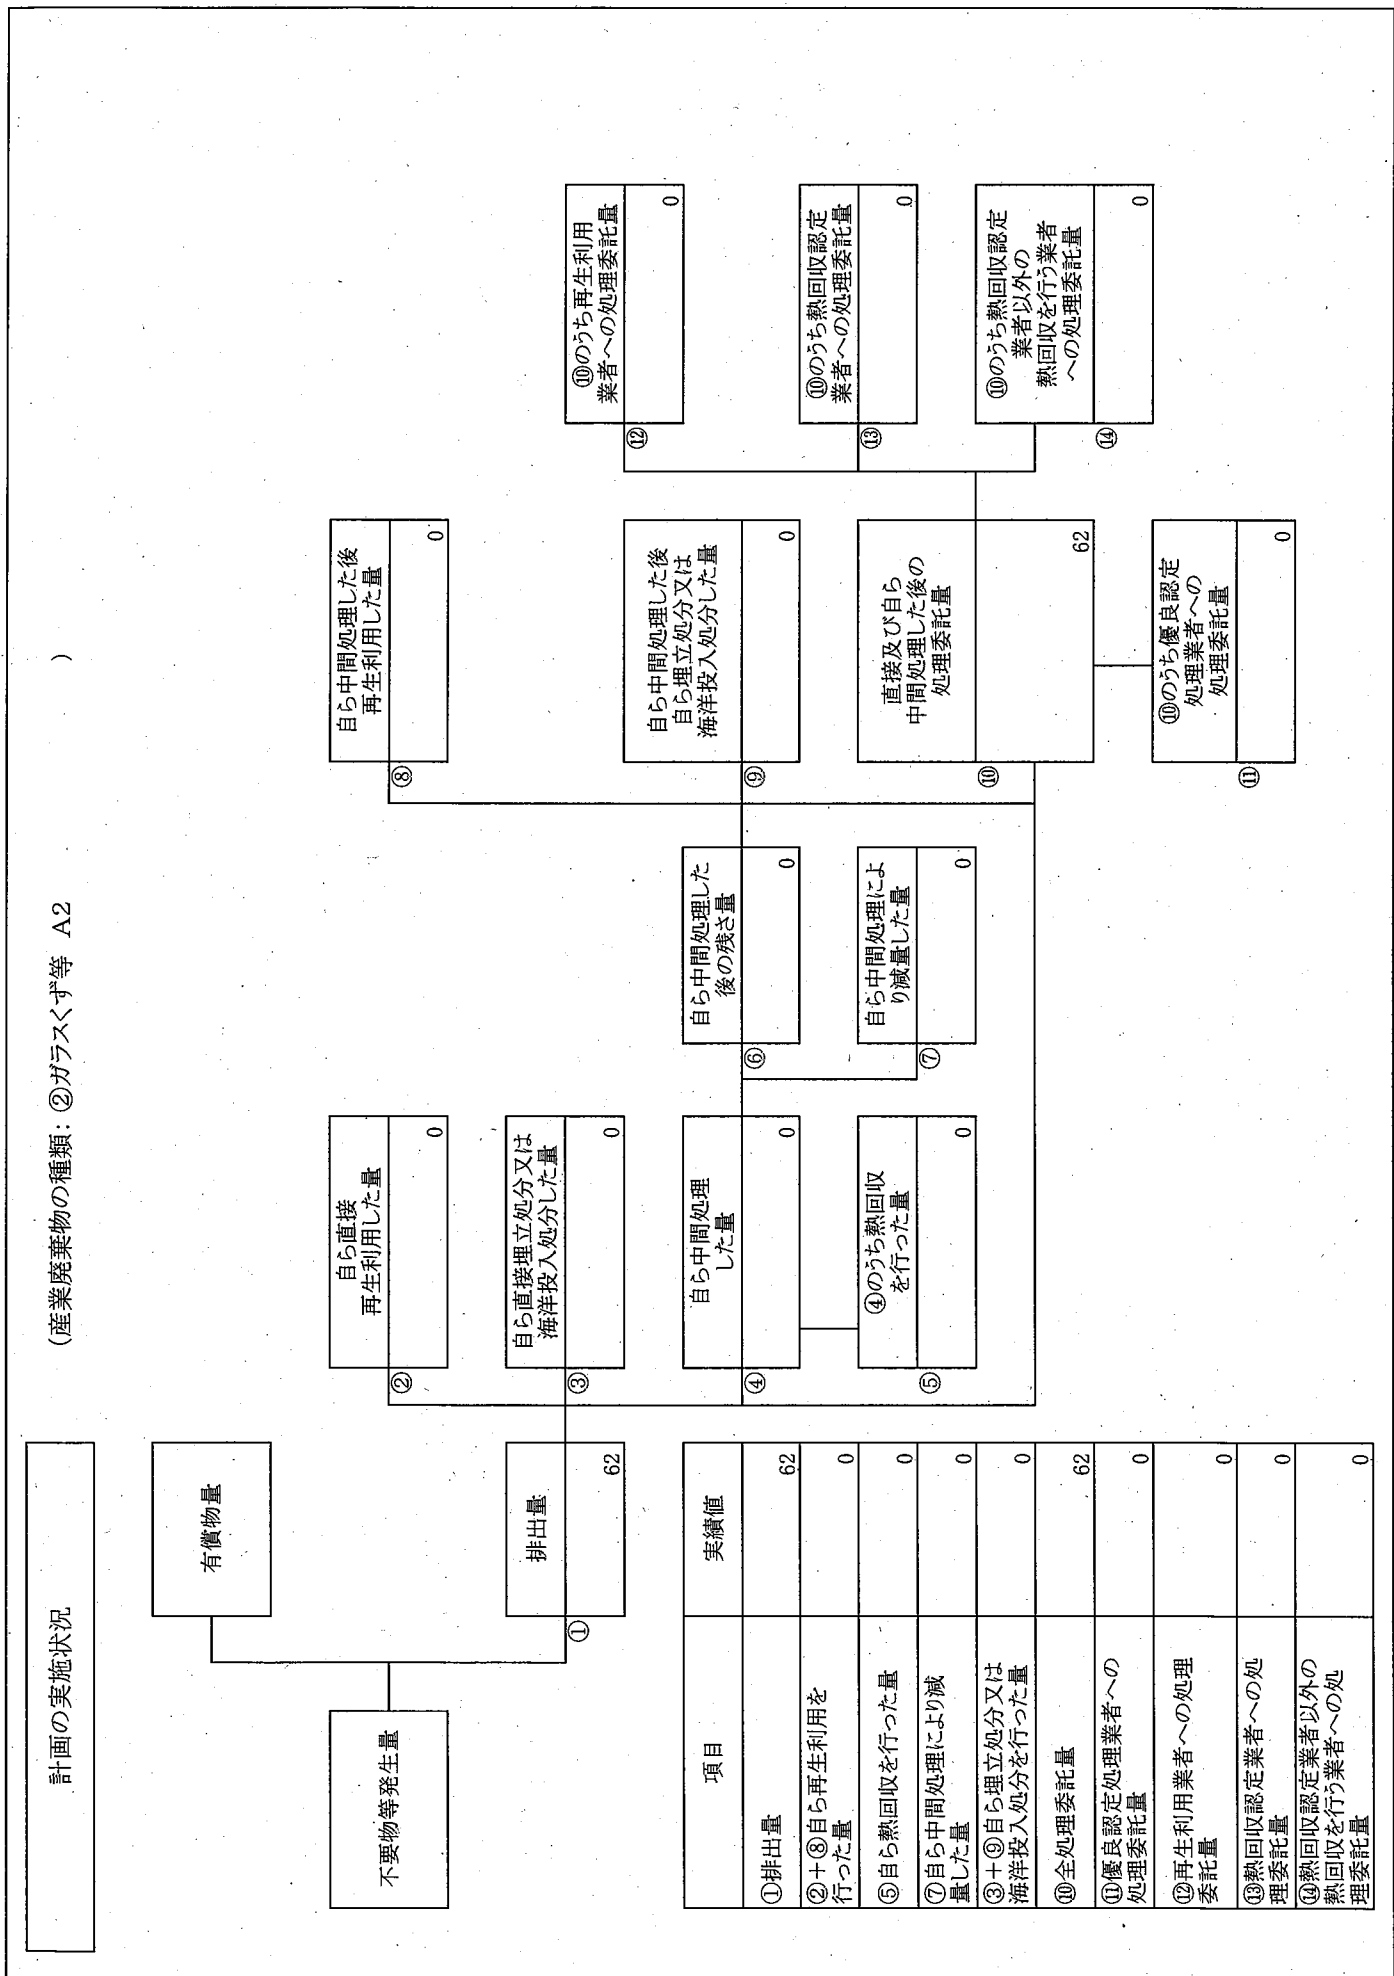 計画の実施状況
(産業廃棄物の種類：②ガラスくず等 A2 )
不要物等発生量
有償物量
①
排出量
62
②
自ら直接
再生利用した量
0
③
自ら直接埋立処分又は
海洋投入処分した量
0
④
自ら中間処理
した量
0
⑤
④のうち熱回収
を行った量
0
⑥
自ら中間処理した
後の残さ量
0
⑦
自ら中間処理によ
り減量した量
0
⑧
自ら中間処理した後
再生利用した量
0
⑨
自ら中間処理した後
自ら埋立処分又は
海洋投入処分した量
0
⑩
直接及び自ら
中間処理した後の
処理委託量
62
⑪
⑩のうち優良認定
処理業者への
処理委託量
0
⑫
⑩のうち再生利用
業者への処理委託量
0
⑬
⑩のうち熱回収認定
業者への処理委託量
0
⑭
⑩のうち熱回収認定
業者以外の
熱回収を行う業者
への処理委託量
0
項目 実績値
①排出量 62
②＋⑧自ら再生利用を
行った量 0
⑤自ら熱回収を行った量 0
⑦自ら中間処理により減
量した量 0
③＋⑨自ら埋立処分又は
海洋投入処分を行った量 0
⑩全処理委託量 62
⑪優良認定処理業者への
処理委託量 0
⑫再生利用業者への処理
委託量 0
⑬熱回収認定業者への処
理委託量 0
⑭熱回収認定業者以外の
熱回収を行う業者への処
理委託量 0